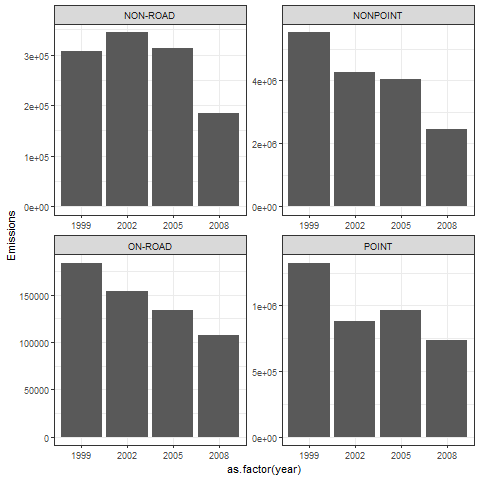 NON-ROAD
NONPOINT
3e+05
2e+05
1e+05
0e+00
4e+06
2e+06
0e+00
1999 2002 2005 2008
1999 2002 2005 2008
Emissions
ON-ROAD
POINT
150000
100000
50000
0
1e+06
5e+05
0e+00
1999 2002 2005 2008
1999 2002 2005 2008
as.factor(year)